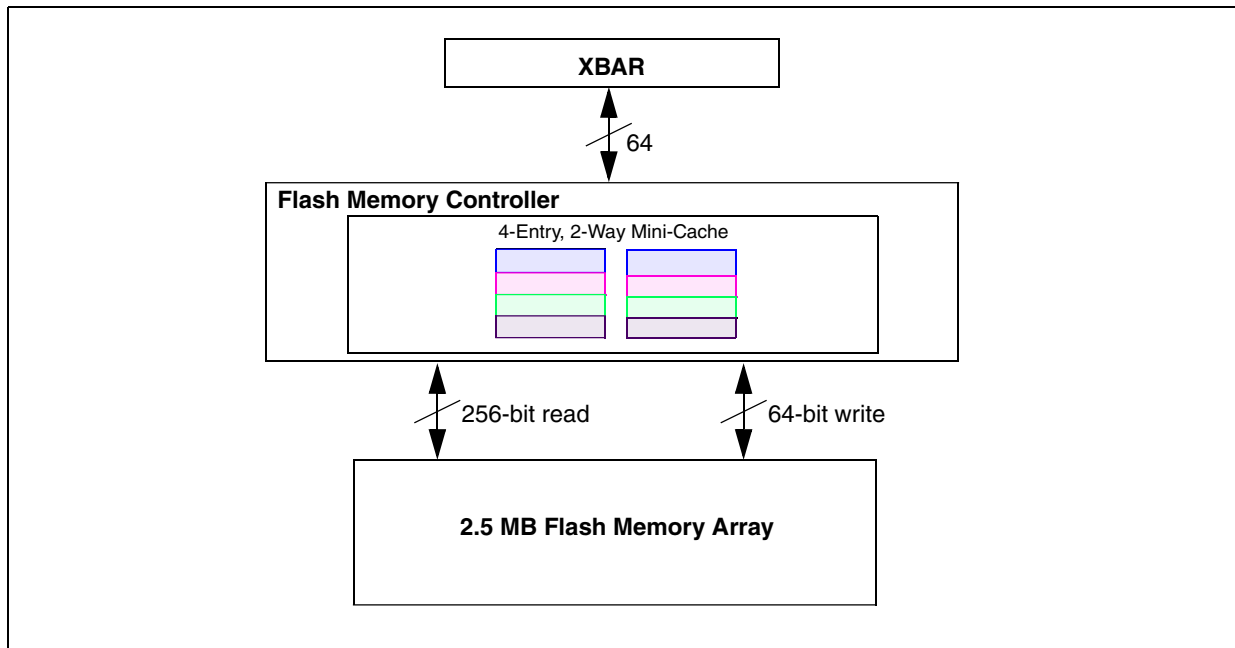 XBAR
64
Flash Memory Controller
4-Entry, 2-Way Mini-Cache
256-bit read
64-bit write
2.5 MB Flash Memory Array